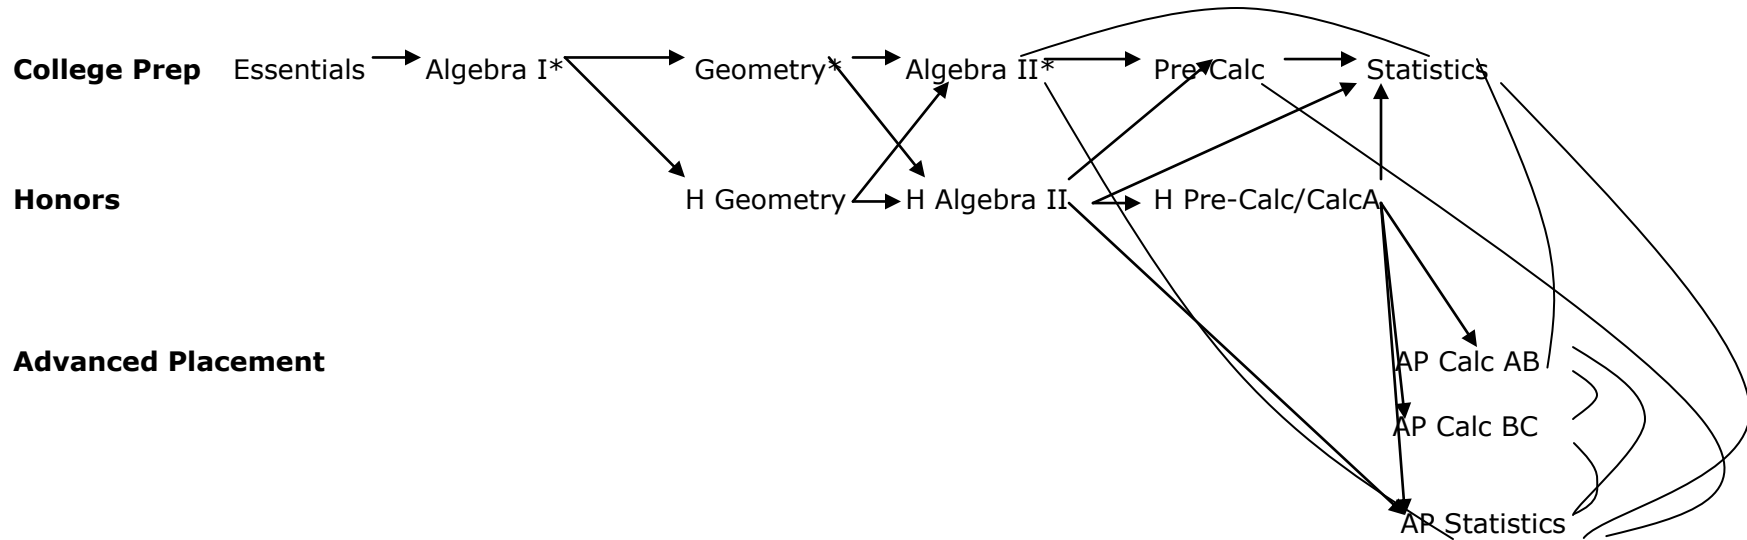 College Prep Essentials Algebra I* Geometry* Algebra II* Pre-Calc Statistics
Honors H Geometry H Algebra II H Pre-Calc/CalcA
Advanced Placement AP Calc AB
AP Calc BC
AP Statistics